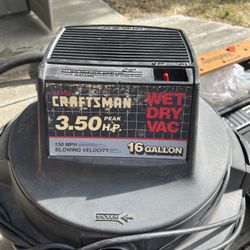 CRAFTSMAN
3.50 PEAK H.P.
WET
DRY
VAC
150 MPH
BLOWING VELOCITY
16 GALLON